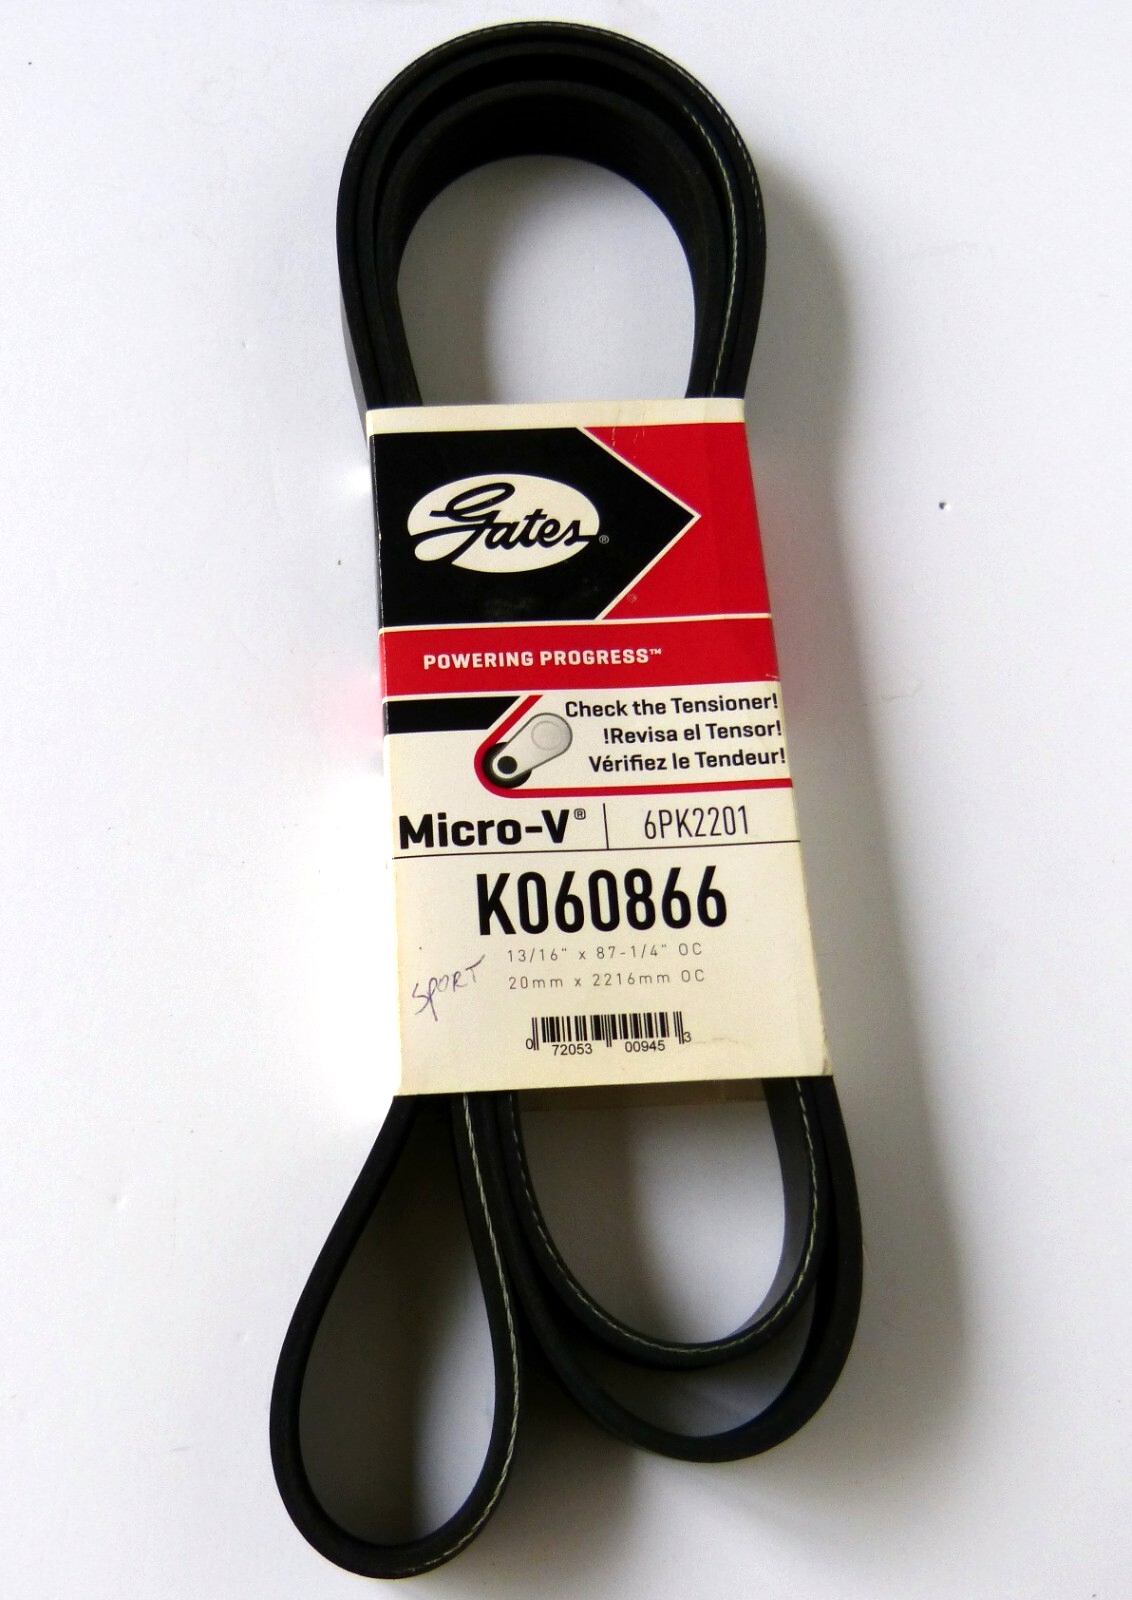 Gates®
POWERING PROGRESS™
Check the Tensioner!
!Revisa el Tensor!
Vérifiez le Tendeur!
Micro-V® | 6PK2201
K060866
13/16" x 87-1/4" OC
20mm x 2216mm OC
SPORT
0 72053 00945 3